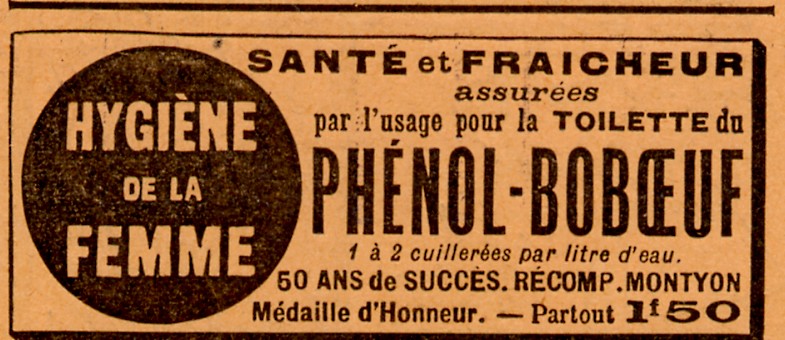 HYGIÈNE
DE LA
FEMME
SANTÉ et FRAICHEUR
assurées
par l'usage pour la TOILETTE du
PHÉNOL-BOBŒUF
1 à 2 cuillerées par litre d'eau.
50 ANS de SUCCÈS. RÉCOMP. MONTYON
Médaille d'Honneur. — Partout 1f50